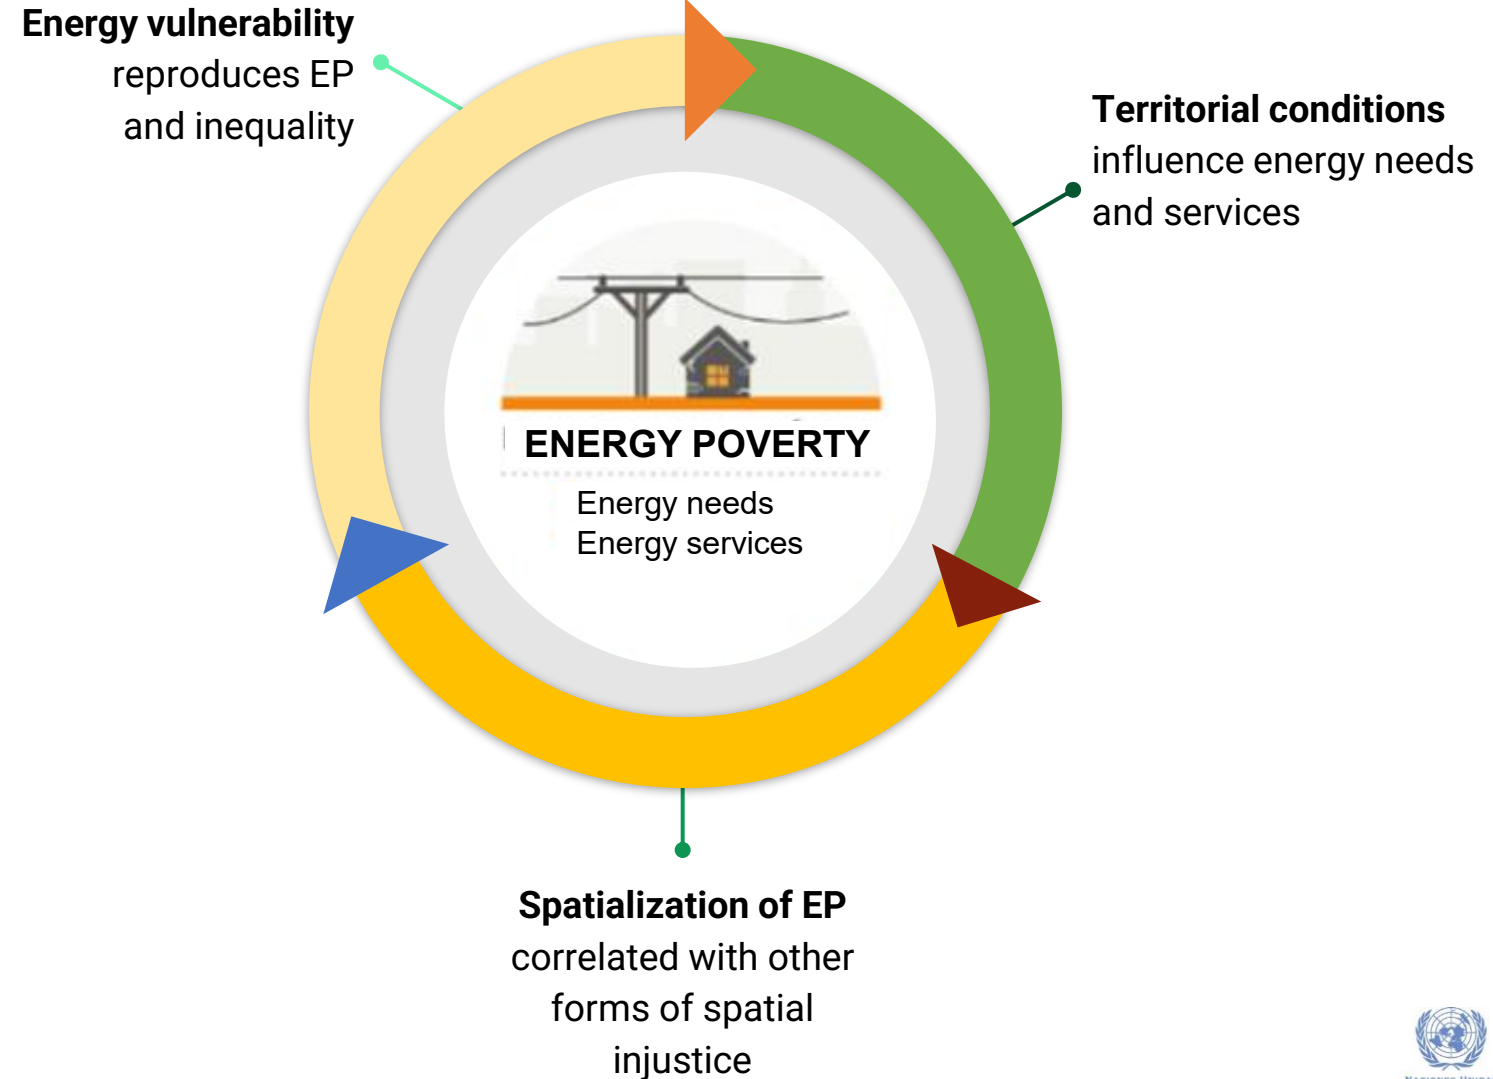 Energy vulnerability
reproduces EP
and inequality
Territorial conditions
influence energy needs
and services
ENERGY POVERTY
Energy needs
Energy services
Spatialization of EP
correlated with other
forms of spatial
injustice